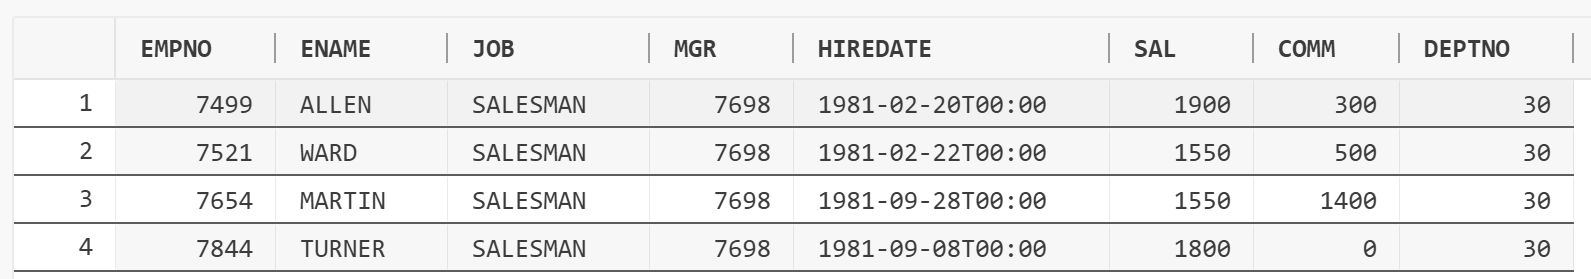 EMPNO ENAME JOB MGR HIREDATE SAL COMM DEPTNO
1 7499 ALLEN SALESMAN 7698 1981-02-20T00:00 1900 300 30
2 7521 WARD SALESMAN 7698 1981-02-22T00:00 1550 500 30
3 7654 MARTIN SALESMAN 7698 1981-09-28T00:00 1550 1400 30
4 7844 TURNER SALESMAN 7698 1981-09-08T00:00 1800 0 30